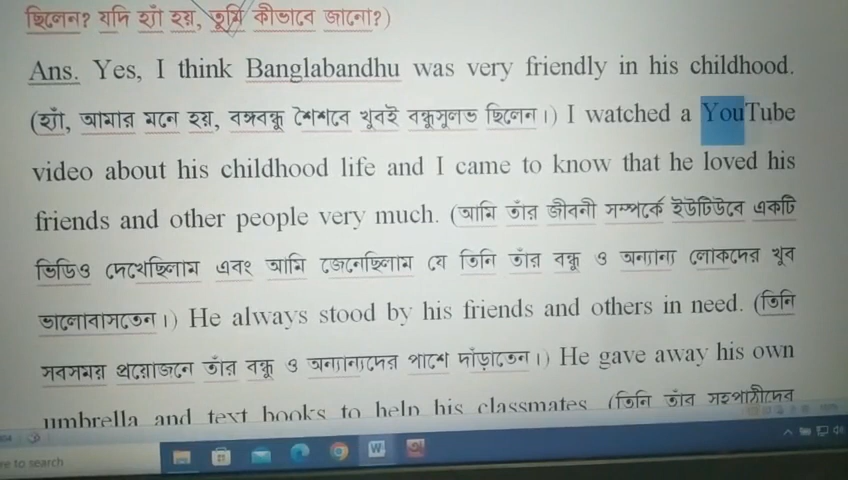 ছিলেন? যদি হ্যাঁ হয়, তুমি কীভাবে জানো?)
Ans. Yes, I think Banglabandhu was very friendly in his childhood.
(হ্যাঁ, আমার মনে হয়, বঙ্গবন্ধু শৈশবে খুবই বন্ধুসুলভ ছিলেন।) I watched a YouTube
video about his childhood life and I came to know that he loved his
friends and other people very much. (আমি তাঁর জীবনী সম্পর্কে ইউটিউবে একটি
ভিডিও দেখেছিলাম এবং আমি জেনেছিলাম যে তিনি তাঁর বন্ধু ও অন্যান্য লোকদের খুব
ভালোবাসতেন।) He always stood by his friends and others in need. (তিনি
সবসময় প্রয়োজনে তাঁর বন্ধু ও অন্যান্যদের পাশে দাঁড়াতেন।) He gave away his own
umbrella and text books to help his classmates. (তিনি তাঁর সহপাঠীদের
to search